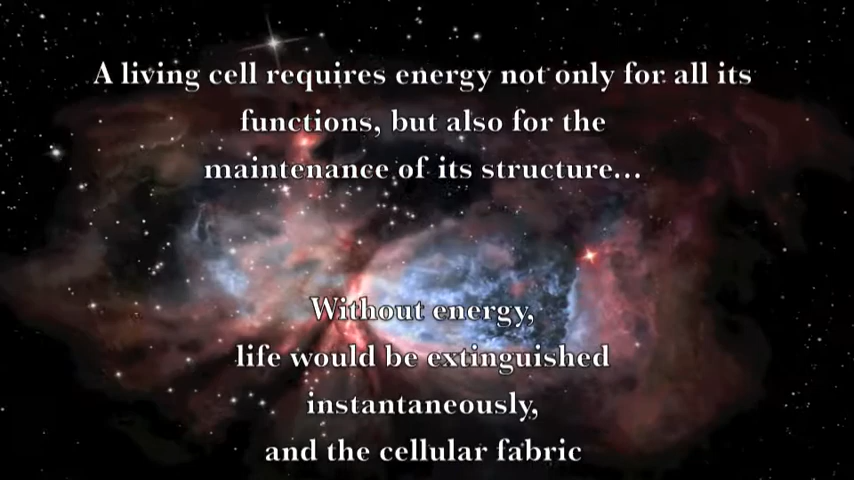 A living cell requires energy not only for all its
functions, but also for the
maintenance of its structure...
Without energy,
life would be extinguished
instantaneously,
and the cellular fabric